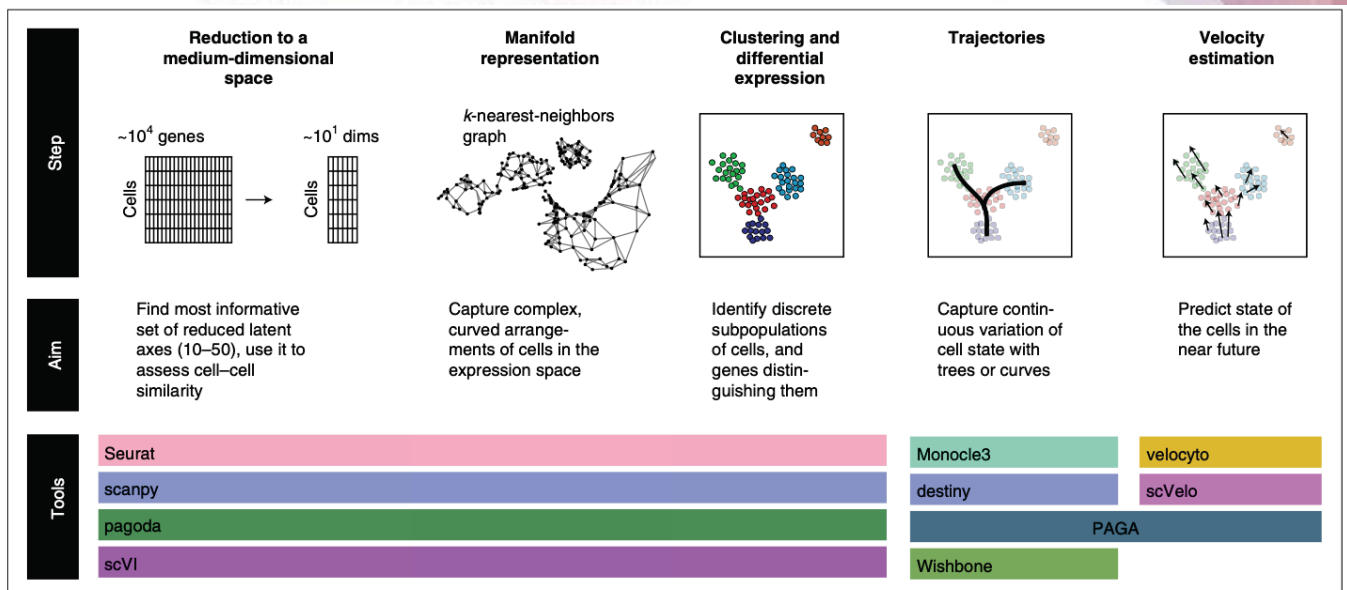 Reduction to a
medium-dimensional
space
Manifold
representation
Clustering and
differential
expression
Trajectories
Velocity
estimation
Step
~10⁴ genes
~10¹ dims
Cells
Cells
k-nearest-neighbors
graph
Aim
Find most informative
set of reduced latent
axes (10–50), use it to
assess cell–cell
similarity
Capture complex,
curved arrange-
ments of cells in the
expression space
Identify discrete
subpopulations
of cells, and
genes distin-
guishing them
Capture contin-
uous variation of
cell state with
trees or curves
Predict state of
the cells in the
near future
Tools
Seurat
scanpy
pagoda
scVI
Monocle3
destiny
PAGA
Wishbone
velocyto
scVelo